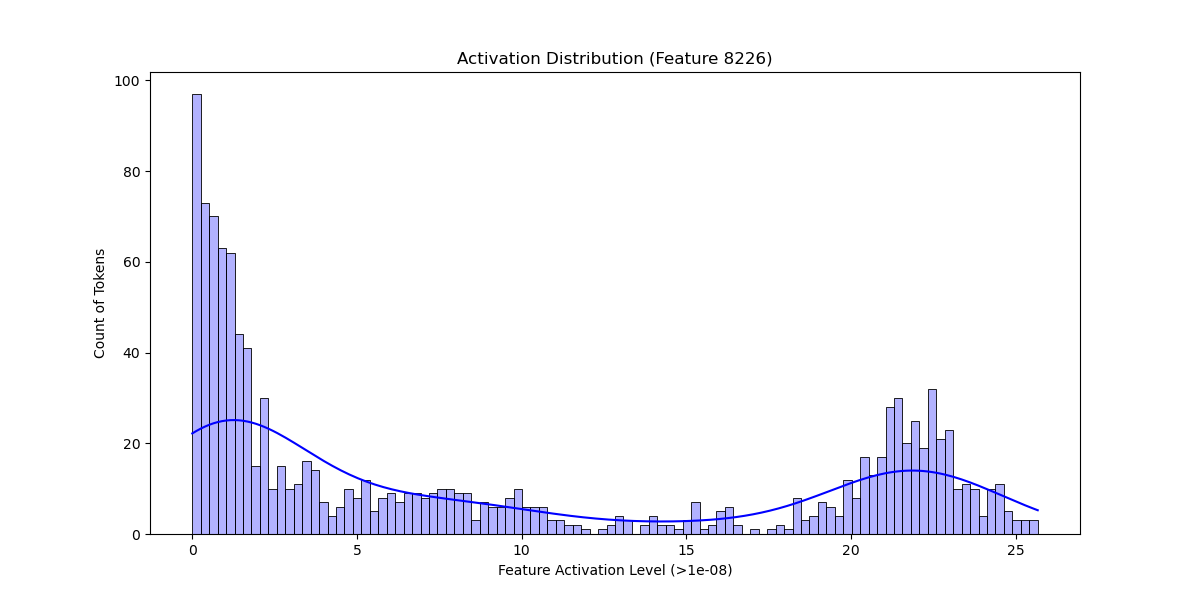 Activation Distribution (Feature 8226)
100
80
60
40
20
0
Count of Tokens
0 5 10 15 20 25
Feature Activation Level (>1e-08)